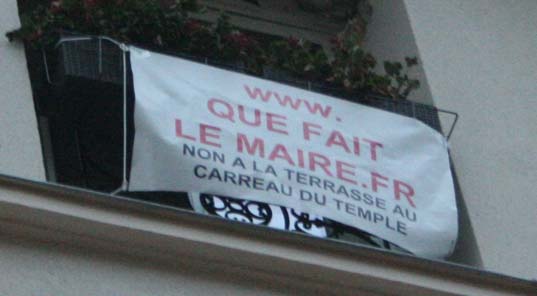 WWW.
QUE FAIT
LE MAIRE.FR
NON A LA TERRASSE AU
CARREAU DU TEMPLE